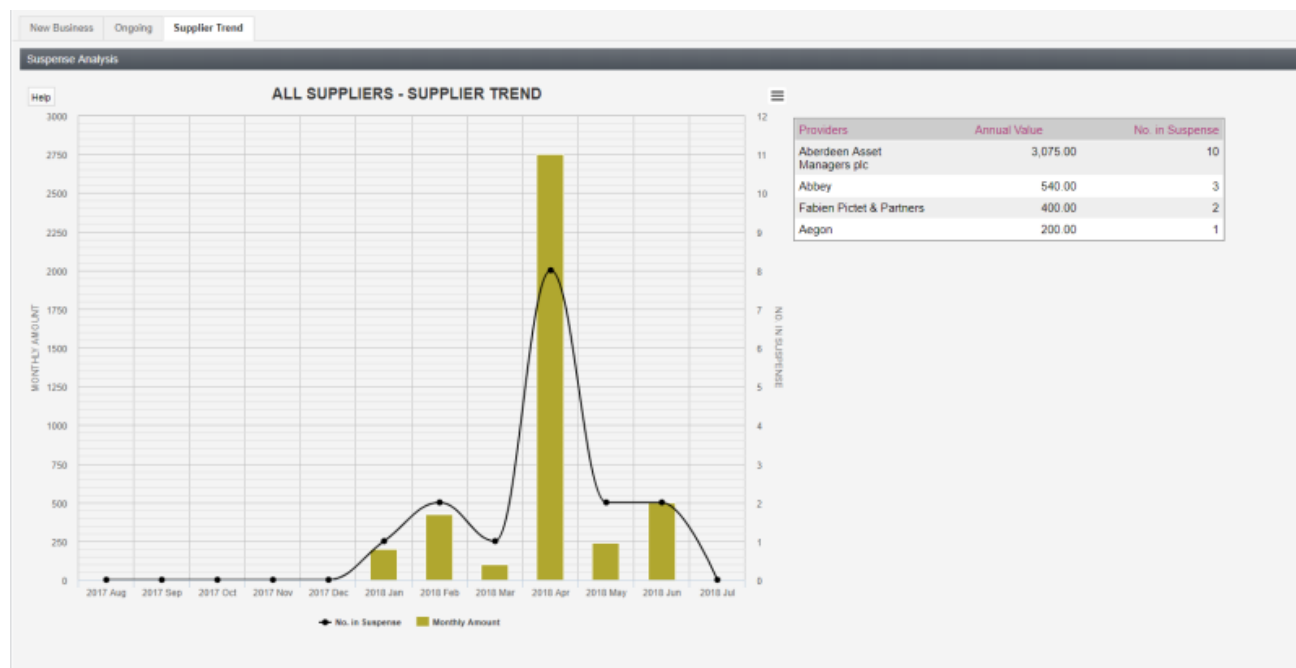 New Business Ongoing Supplier Trend
Suspense Analysis
Help
ALL SUPPLIERS - SUPPLIER TREND
3000
2750
2500
2250
2000
1750
1500
1250
1000
750
500
250
0
MONTHLY AMOUNT
12
11
10
9
8
7
6
5
4
3
2
1
0
NO. IN SUSPENSE
2017 Aug 2017 Sep 2017 Oct 2017 Nov 2017 Dec 2018 Jan 2018 Feb 2018 Mar 2018 Apr 2018 May 2018 Jun 2018 Jul
No. in Suspense Monthly Amount
Providers Annual Value No. in Suspense
Aberdeen Asset 3,075.00 10
Managers plc
Abbey 540.00 3
Fabien Pictet & Partners 400.00 2
Aegon 200.00 1